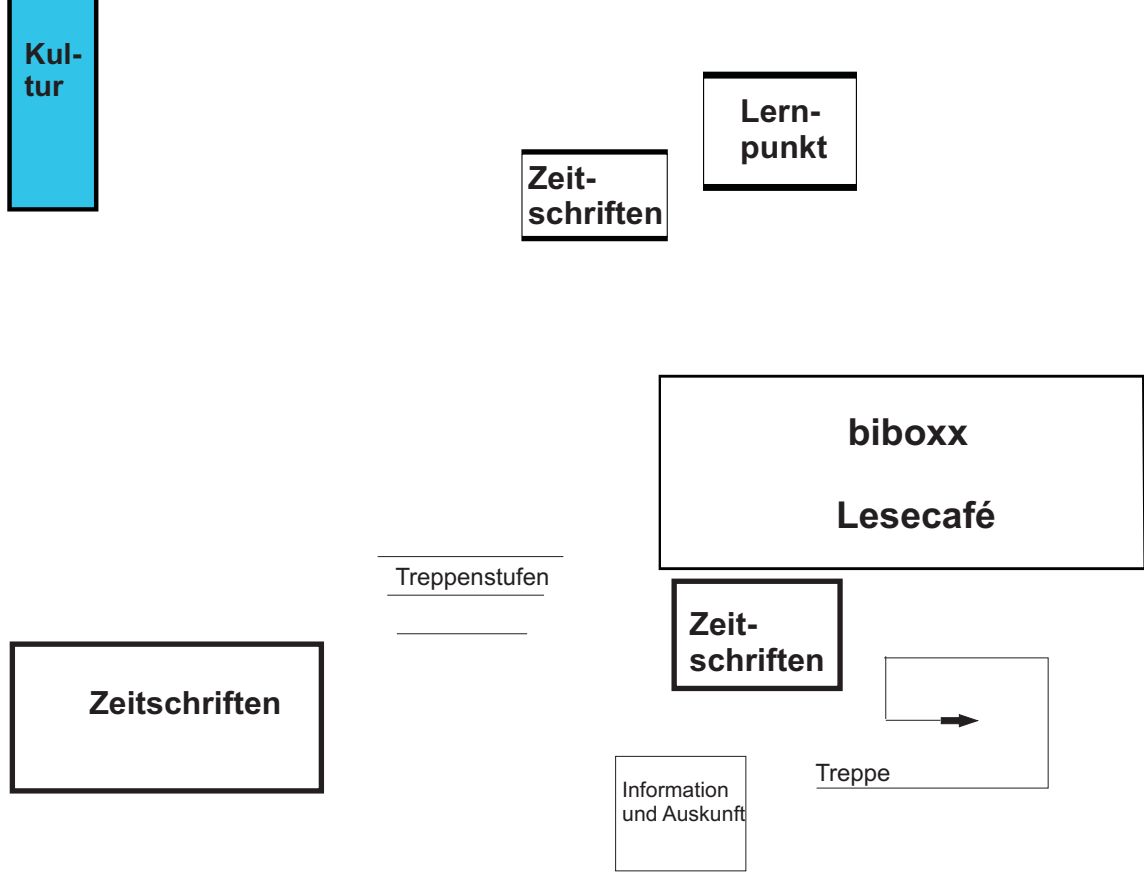 Kul-
tur
Lern-
punkt
Zeit-
schriften
biboxx
Lesecafé
Treppenstufen
Zeit-
schriften
Zeitschriften
Treppe
Information
und Auskunft